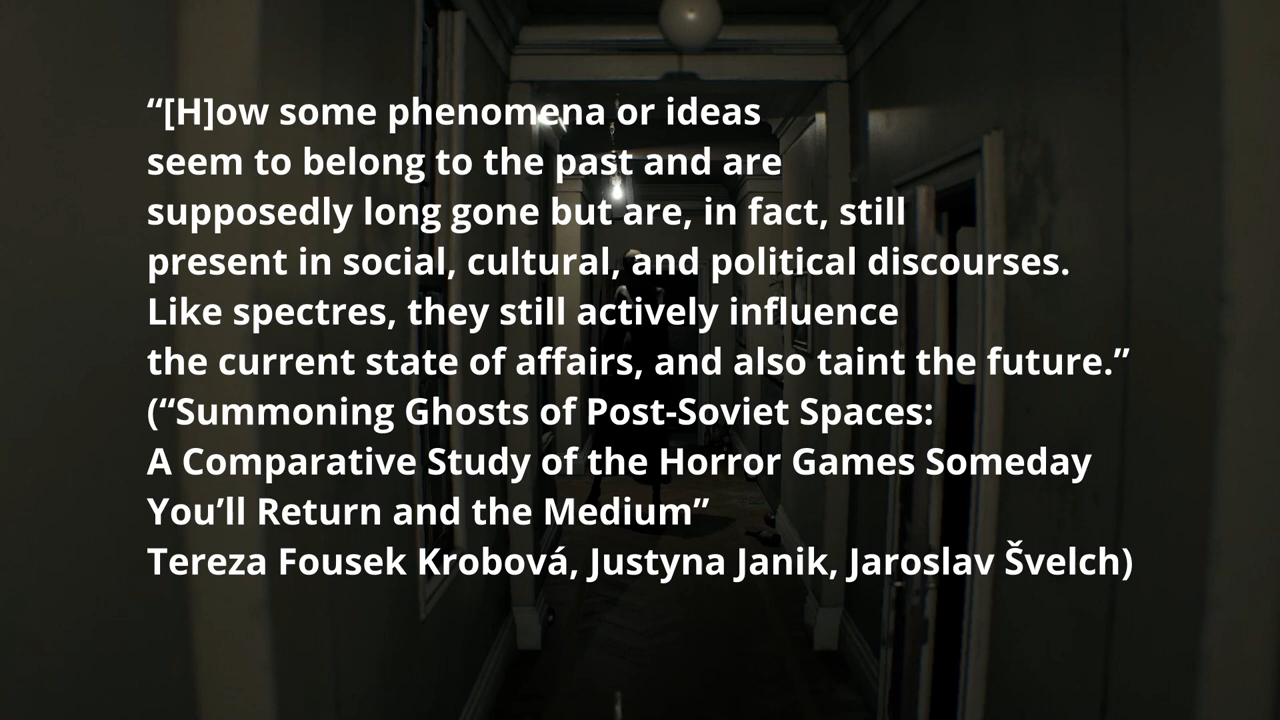 “[H]ow some phenomena or ideas
seem to belong to the past and are
supposedly long gone but are, in fact, still
present in social, cultural, and political discourses.
Like spectres, they still actively influence
the current state of affairs, and also taint the future.”
(“Summoning Ghosts of Post-Soviet Spaces:
A Comparative Study of the Horror Games Someday
You’ll Return and the Medium”
Tereza Fousek Krobová, Justyna Janik, Jaroslav Švelch)